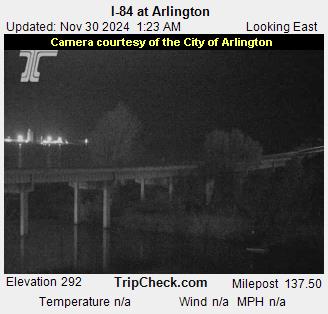 I-84 at Arlington
Updated: Nov 30 2024 1:23 AM Looking East
Camera courtesy of the City of Arlington
Elevation 292 TripCheck.com Milepost 137.50
Temperature n/a Wind n/a MPH n/a